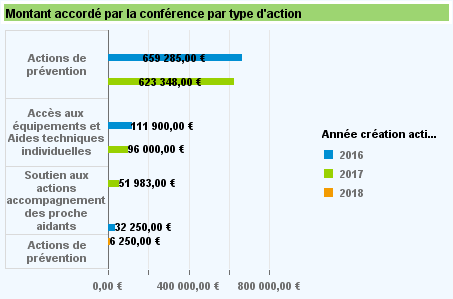 Montant accordé par la conférence par type d'action
Actions de
prévention
659 285,00 €
623 348,00 €
Accès aux
équipements et
Aides techniques
individuelles
111 900,00 €
96 000,00 €
Soutien aux
actions
accompagnement
des proche
aidants
51 983,00 €
32 250,00 €
Actions de
prévention
6 250,00 €
0,00 €
400 000,00 €
800 000,00 €
Année création acti...
2016
2017
2018